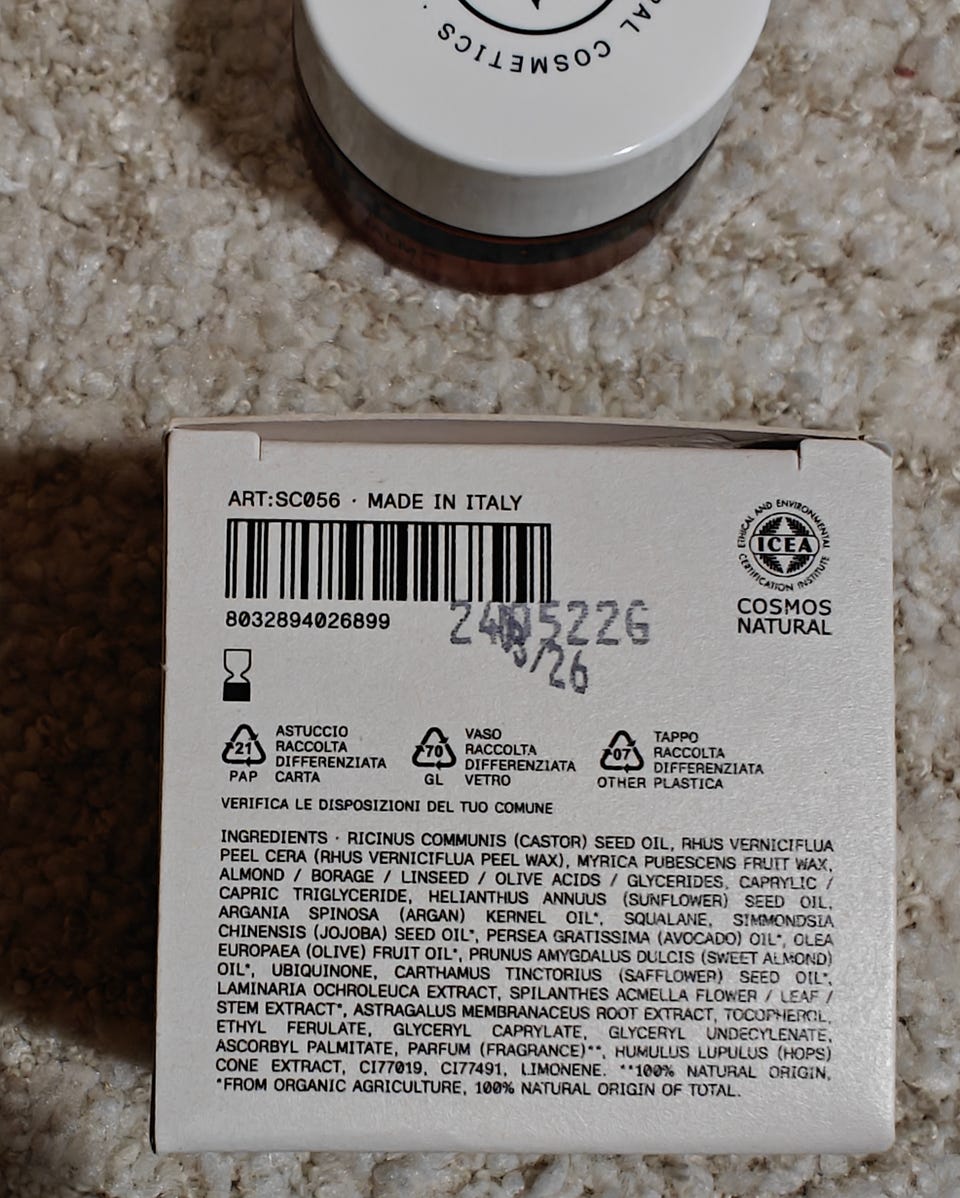 RAL COSMETICS ·
ART:SC056 · MADE IN ITALY
8032894026899
/26
ETHICAL AND ENVIRONMENTAL
ICEA
CERTIFICATION INSTITUTE
COSMOS
NATURAL
21
PAP
ASTUCCIO
RACCOLTA
DIFFERENZIATA
CARTA
70
GL
VASO
RACCOLTA
DIFFERENZIATA
VETRO
07
OTHER
TAPPO
RACCOLTA
DIFFERENZIATA
PLASTICA
VERIFICA LE DISPOSIZIONI DEL TUO COMUNE
INGREDIENTS · RICINUS COMMUNIS (CASTOR) SEED OIL, RHUS VERNICIFLUA
PEEL CERA (RHUS VERNICIFLUA PEEL WAX), MYRICA PUBESCENS FRUIT WAX,
ALMOND / BORAGE / LINSEED / OLIVE ACIDS / GLYCERIDES, CAPRYLIC /
CAPRIC TRIGLYCERIDE, HELIANTHUS ANNUUS (SUNFLOWER) SEED OIL,
ARGANIA SPINOSA (ARGAN) KERNEL OIL*, SQUALANE, SIMMONDSIA
CHINENSIS (JOJOBA) SEED OIL*, PERSEA GRATISSIMA (AVOCADO) OIL*, OLEA
EUROPAEA (OLIVE) FRUIT OIL*, PRUNUS AMYGDALUS DULCIS (SWEET ALMOND)
OIL*, UBIQUINONE, CARTHAMUS TINCTORIUS (SAFFLOWER) SEED OIL*,
LAMINARIA OCHROLEUCA EXTRACT, SPILANTHES ACMELLA FLOWER / LEAF /
STEM EXTRACT*, ASTRAGALUS MEMBRANACEUS ROOT EXTRACT, TOCOPHEROL,
ETHYL FERULATE, GLYCERYL CAPRYLATE, GLYCERYL UNDECYLENATE,
ASCORBYL PALMITATE, PARFUM (FRAGRANCE)**, HUMULUS LUPULUS (HOPS)
CONE EXTRACT, CI77019, CI77491, LIMONENE. **100% NATURAL ORIGIN,
*FROM ORGANIC AGRICULTURE, 100% NATURAL ORIGIN OF TOTAL.